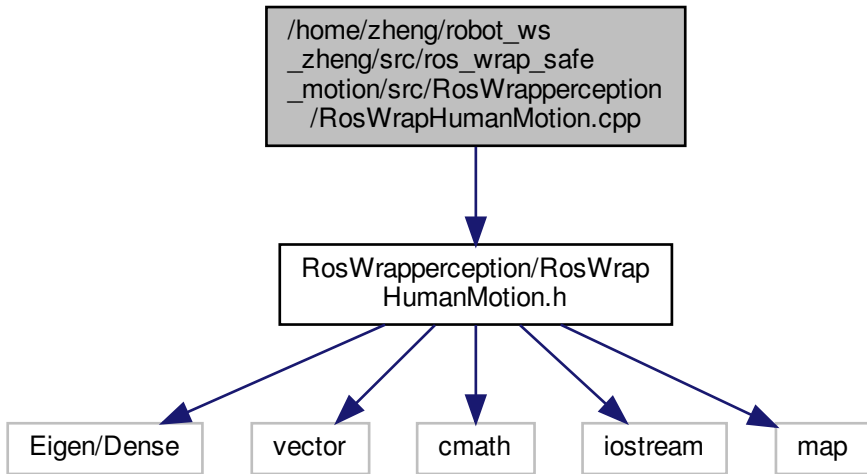 /home/zheng/robot_ws
_zheng/src/ros_wrap_safe
_motion/src/RosWrapperception
/RosWrapHumanMotion.cpp
RosWrapperception/RosWrap
HumanMotion.h
Eigen/Dense
vector
cmath
iostream
map